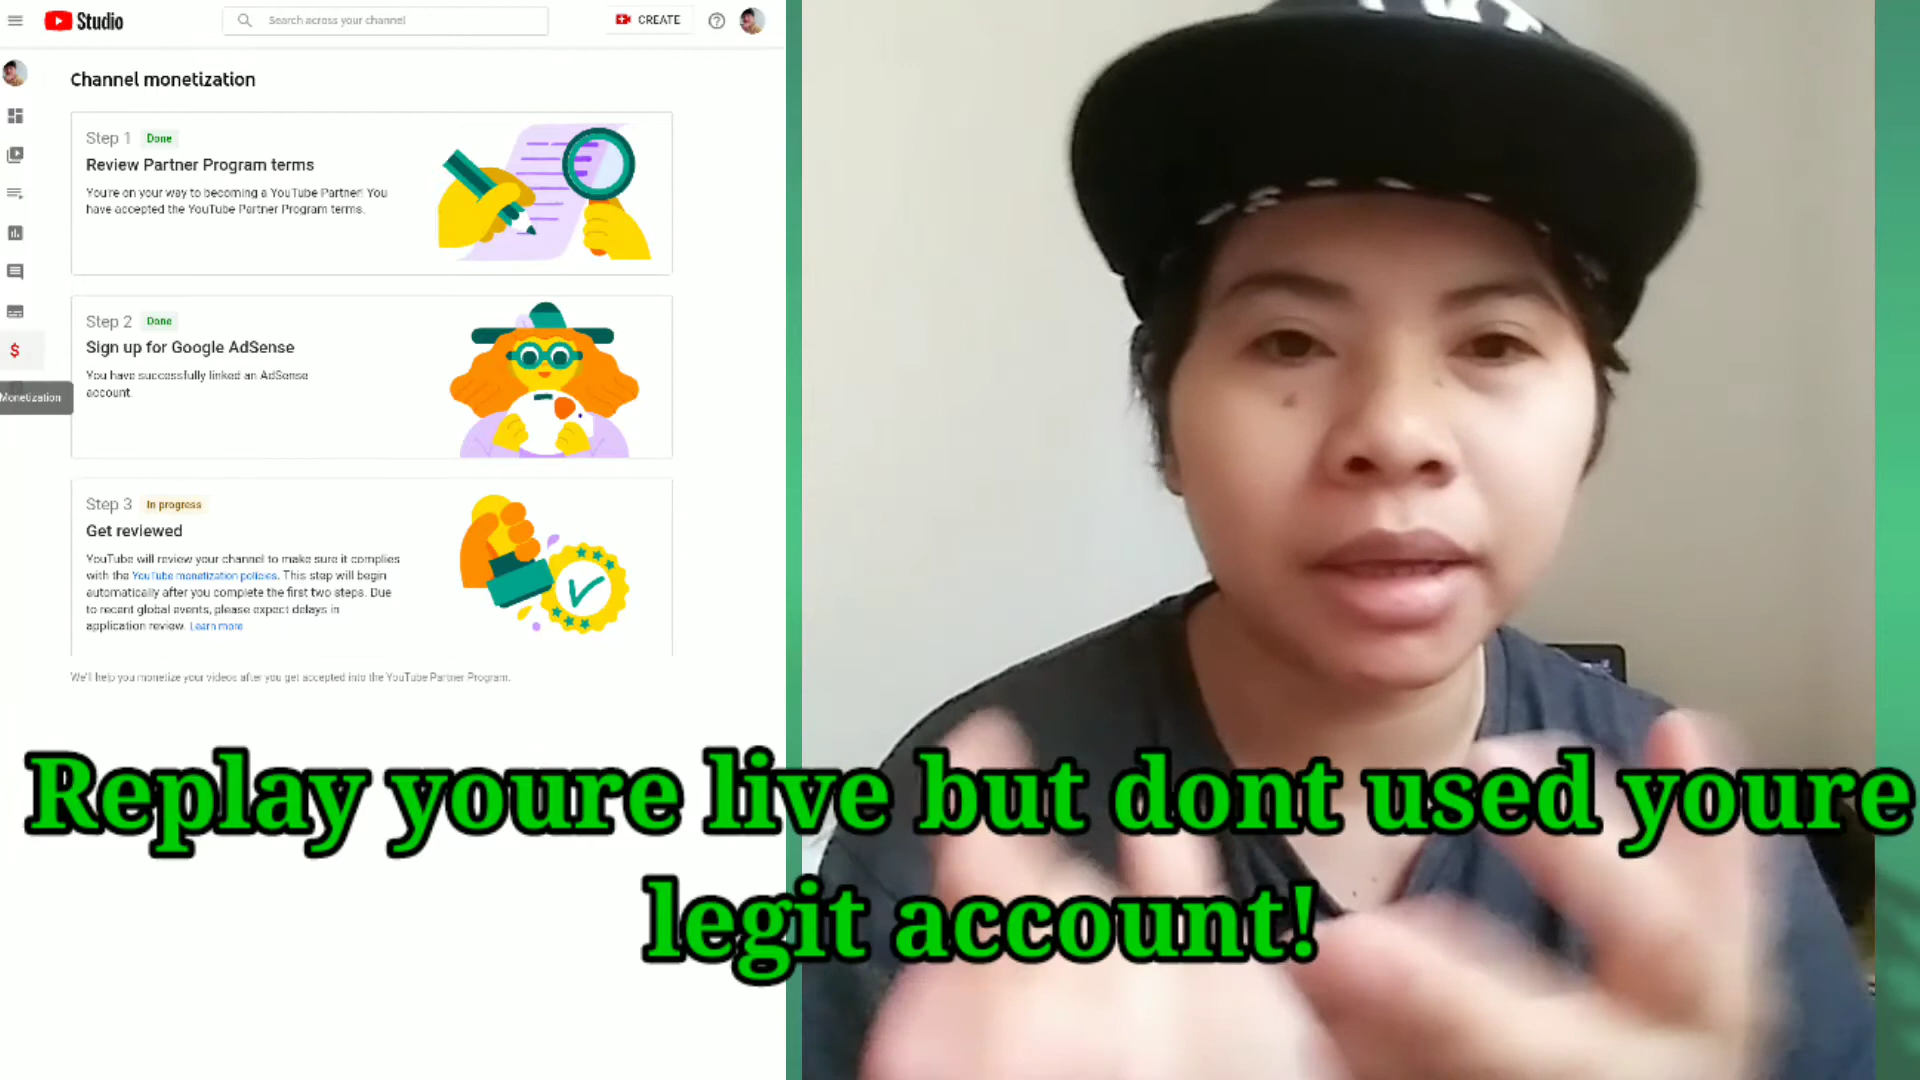 Studio
Search across your channel
CREATE
Channel monetization
Step 1 Done
Review Partner Program terms
You're on your way to becoming a YouTube Partner! You
have accepted the YouTube Partner Program terms.
Step 2 Done
Sign up for Google AdSense
You have successfully linked an AdSense
account.
Monetization
Step 3 In progress
Get reviewed
YouTube will review your channel to make sure it complies
with the YouTube monetization policies. This step will begin
automatically after you complete the first two steps. Due
to recent global events, please expect delays in
application review. Learn more
We'll help you monetize your videos after you get accepted into the YouTube Partner Program.
Replay youre live but dont used youre
legit account!